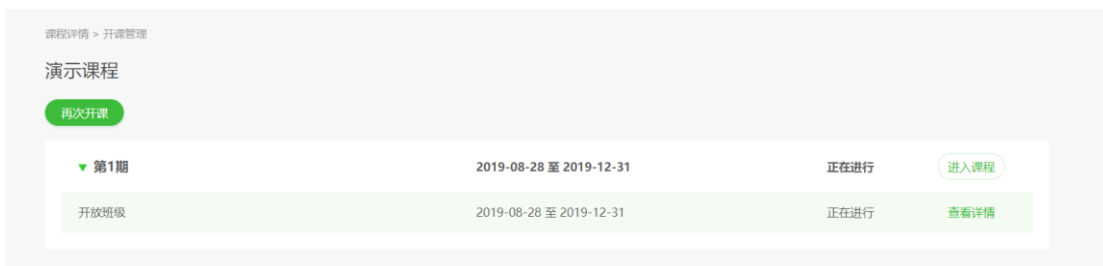 课程详情 > 开课管理
演示课程
再次开课
第1期 2019-08-28 至 2019-12-31 正在进行 进入课程
开放班级 2019-08-28 至 2019-12-31 正在进行 查看详情